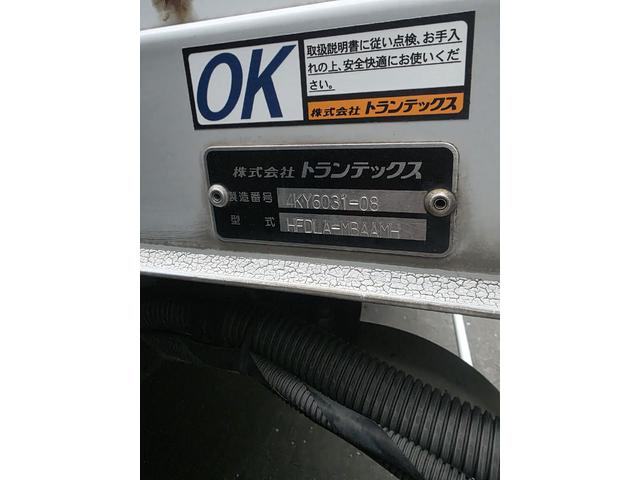 OK
取扱説明書に従い点検、お手入
れの上、安全快適にお使いくだ
さい。
株式会社トランテックス
株式会社 トランテックス
製造番号 4KY6031-08
型式 HFDLA-MBAAMH